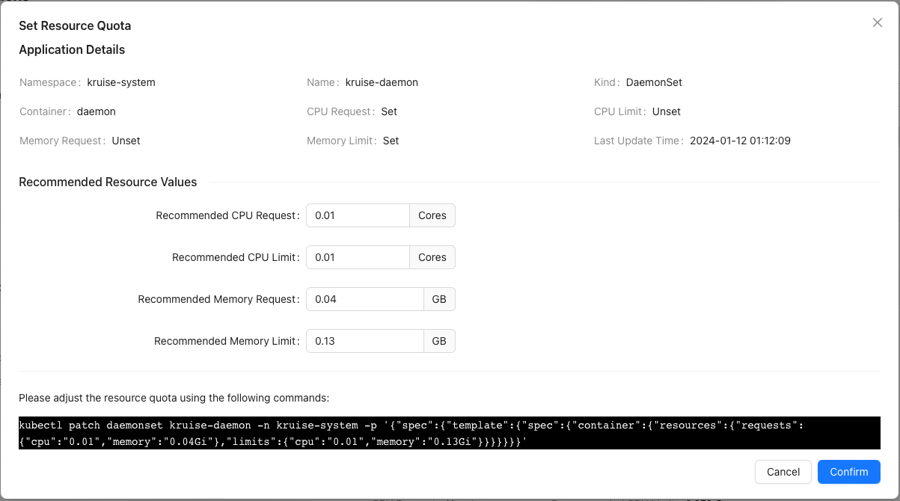 Set Resource Quota
Application Details
Namespace: kruise-system Name: kruise-daemon Kind: DaemonSet
Container: daemon CPU Request: Set CPU Limit: Unset
Memory Request: Unset Memory Limit: Set Last Update Time: 2024-01-12 01:12:09
Recommended Resource Values
Recommended CPU Request: 0.01 Cores
Recommended CPU Limit: 0.01 Cores
Recommended Memory Request: 0.04 GB
Recommended Memory Limit: 0.13 GB
Please adjust the resource quota using the following commands:
kubectl patch daemonset kruise-daemon -n kruise-system -p '{"spec":{"template":{"spec":{"container":{"resources":{"requests":
{"cpu":"0.01","memory":"0.04Gi"},"limits":{"cpu":"0.01","memory":"0.13Gi"}}}}}}}'
Cancel Confirm